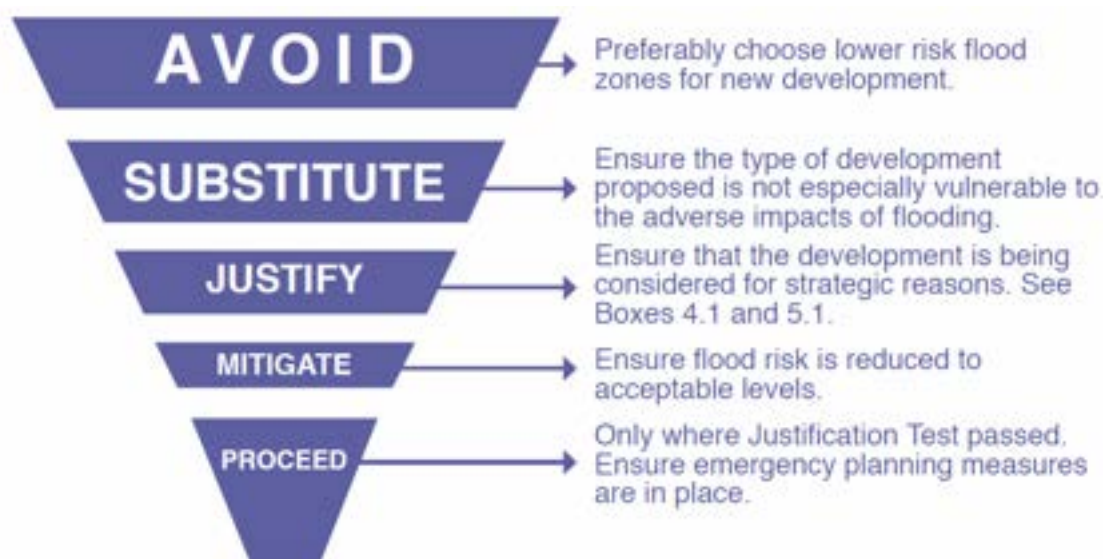 AVOID
Preferably choose lower risk flood
zones for new development.
SUBSTITUTE
Ensure the type of development
proposed is not especially vulnerable to
the adverse impacts of flooding.
JUSTIFY
Ensure that the development is being
considered for strategic reasons. See
Boxes 4.1 and 5.1.
MITIGATE
Ensure flood risk is reduced to
acceptable levels.
PROCEED
Only where Justification Test passed.
Ensure emergency planning measures
are in place.